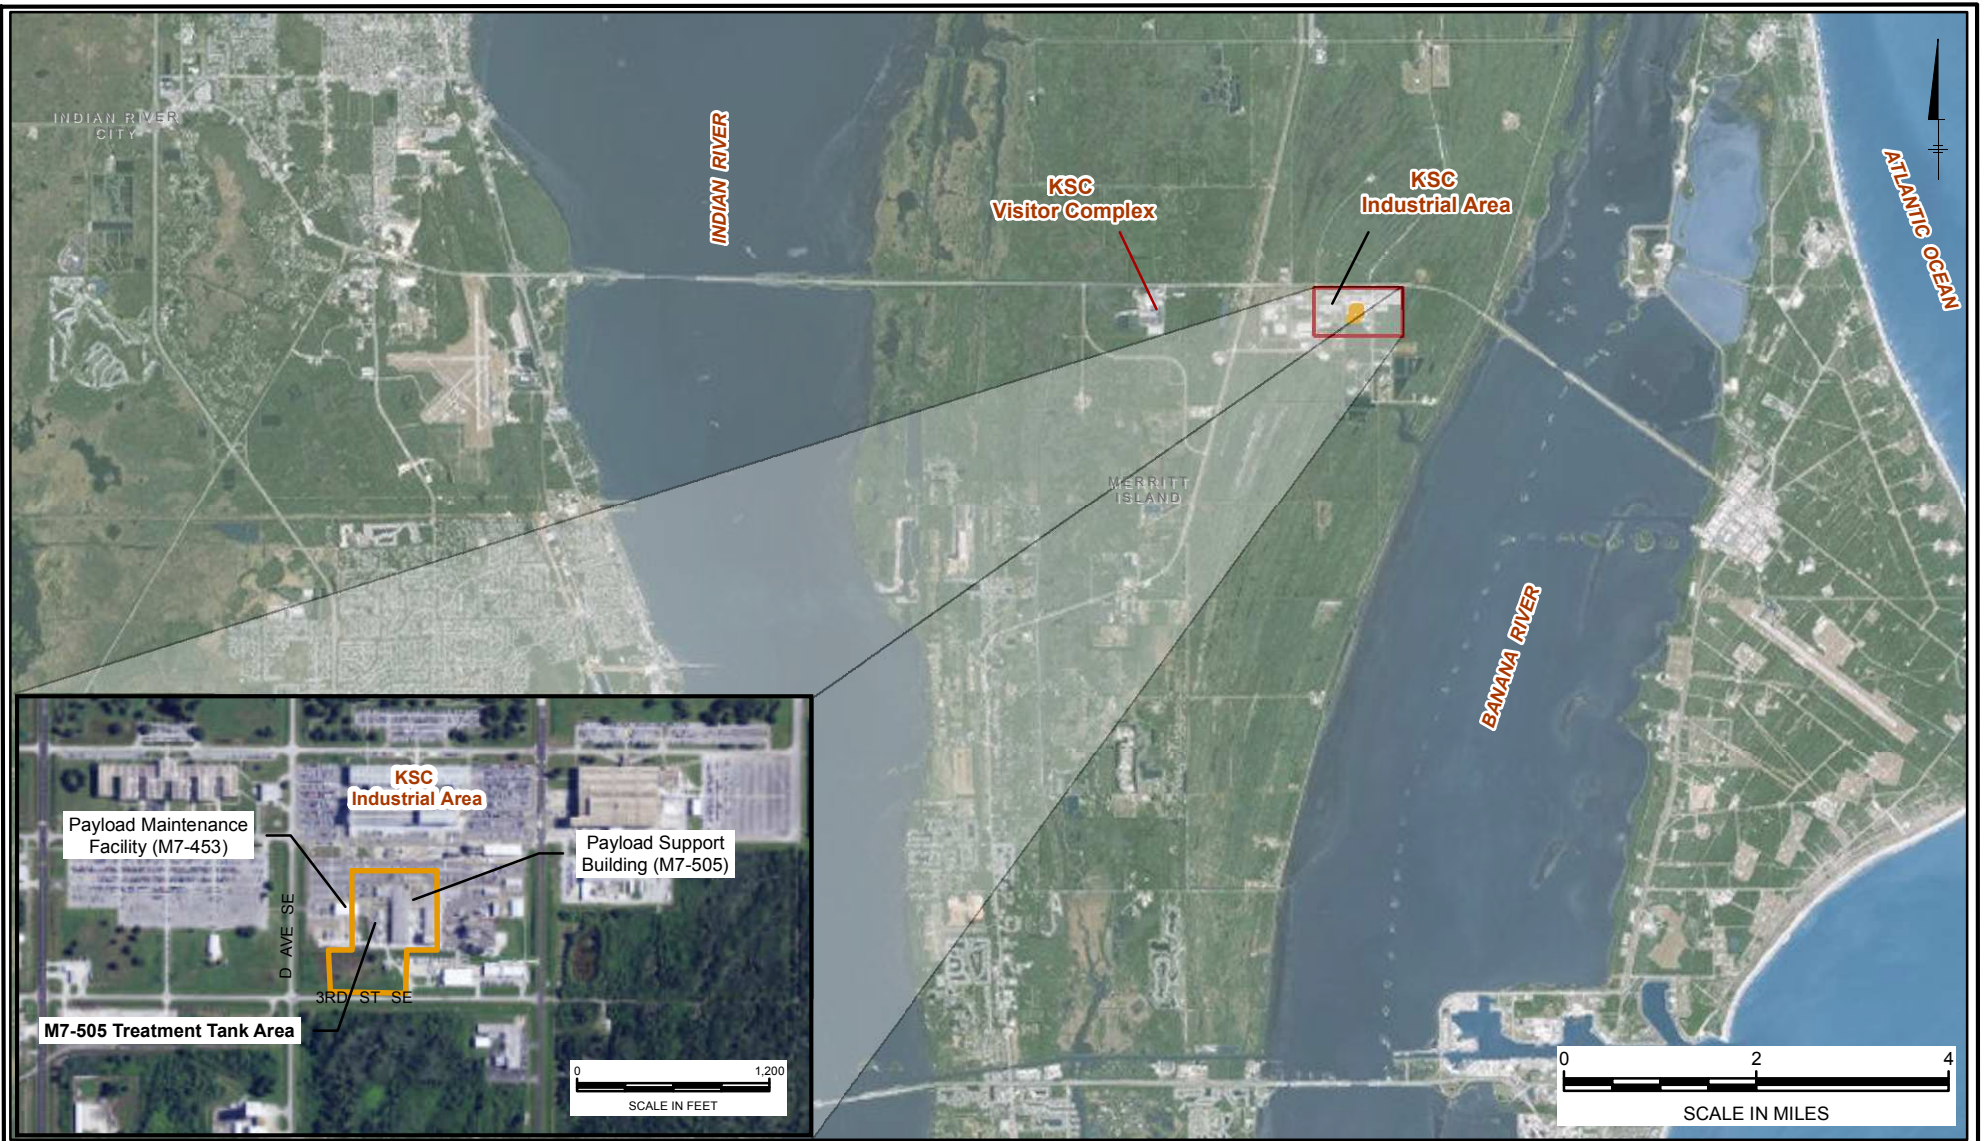 INDIAN RIVER
CITY
INDIAN RIVER
KSC
Visitor Complex
KSC
Industrial Area
ATLANTIC OCEAN
MERRITT
ISLAND
BANANA RIVER
KSC
Industrial Area
Payload Maintenance
Facility (M7-453)
Payload Support
Building (M7-505)
D AVE SE
3RD ST SE
M7-505 Treatment Tank Area
0 1,200
SCALE IN FEET
0 2 4
SCALE IN MILES